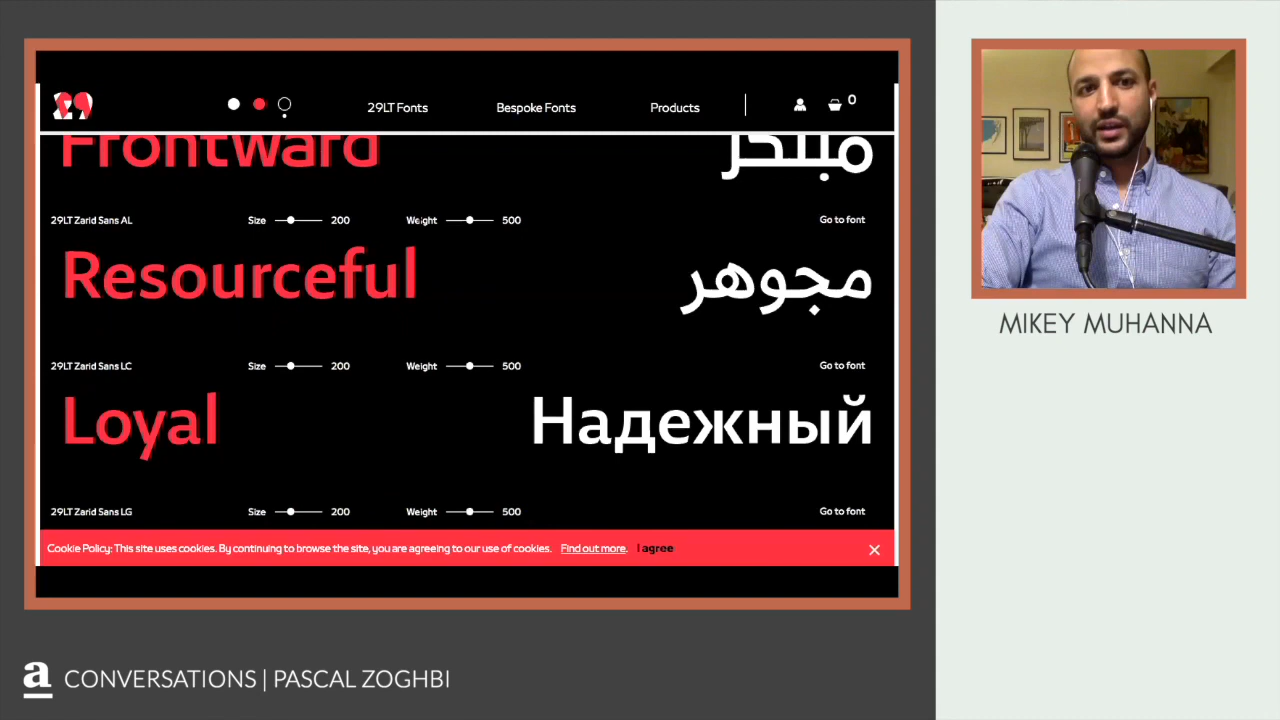 29
29LT Fonts
Bespoke Fonts
Products
0
Frontward
مبتكر
29LT Zarid Sans AL
Size
200
Weight
500
Go to font
Resourceful
مجوهر
29LT Zarid Sans LC
Size
200
Weight
500
Go to font
Loyal
Надежный
29LT Zarid Sans LG
Size
200
Weight
500
Go to font
Cookie Policy: This site uses cookies. By continuing to browse the site, you are agreeing to our use of cookies. Find out more. I agree
MIKEY MUHANNA
a CONVERSATIONS | PASCAL ZOGHBI